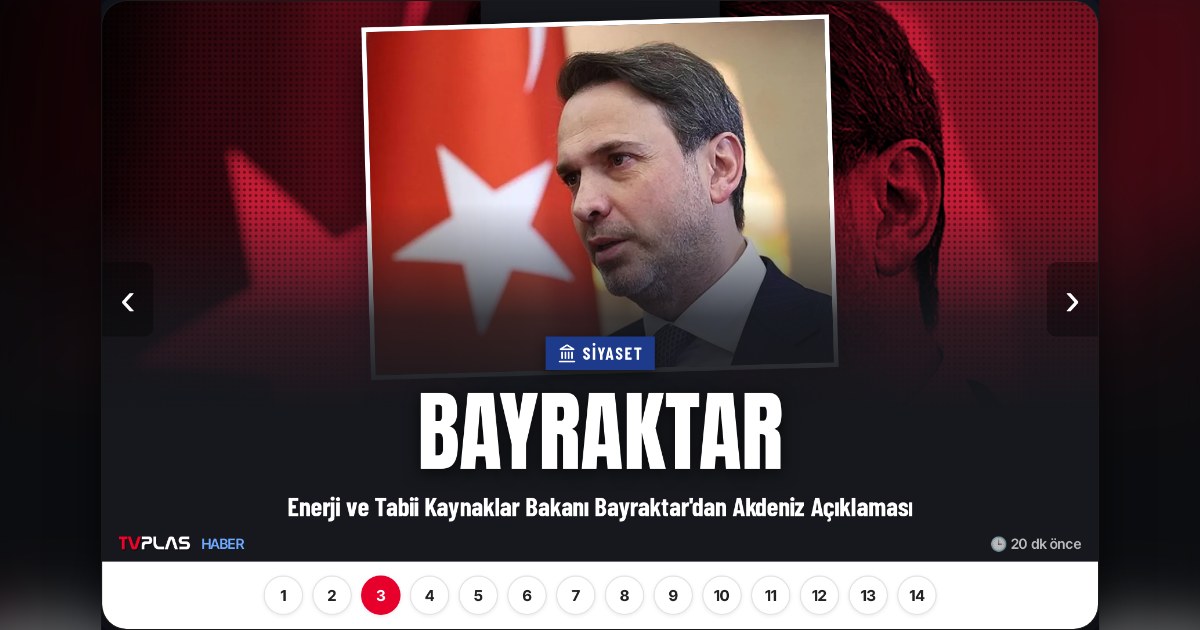 SİYASET
BAYRAKTAR
Enerji ve Tabii Kaynaklar Bakanı Bayraktar'dan Akdeniz Açıklaması
TVPLAS HABER
20 dk önce
1 2 3 4 5 6 7 8 9 10 11 12 13 14